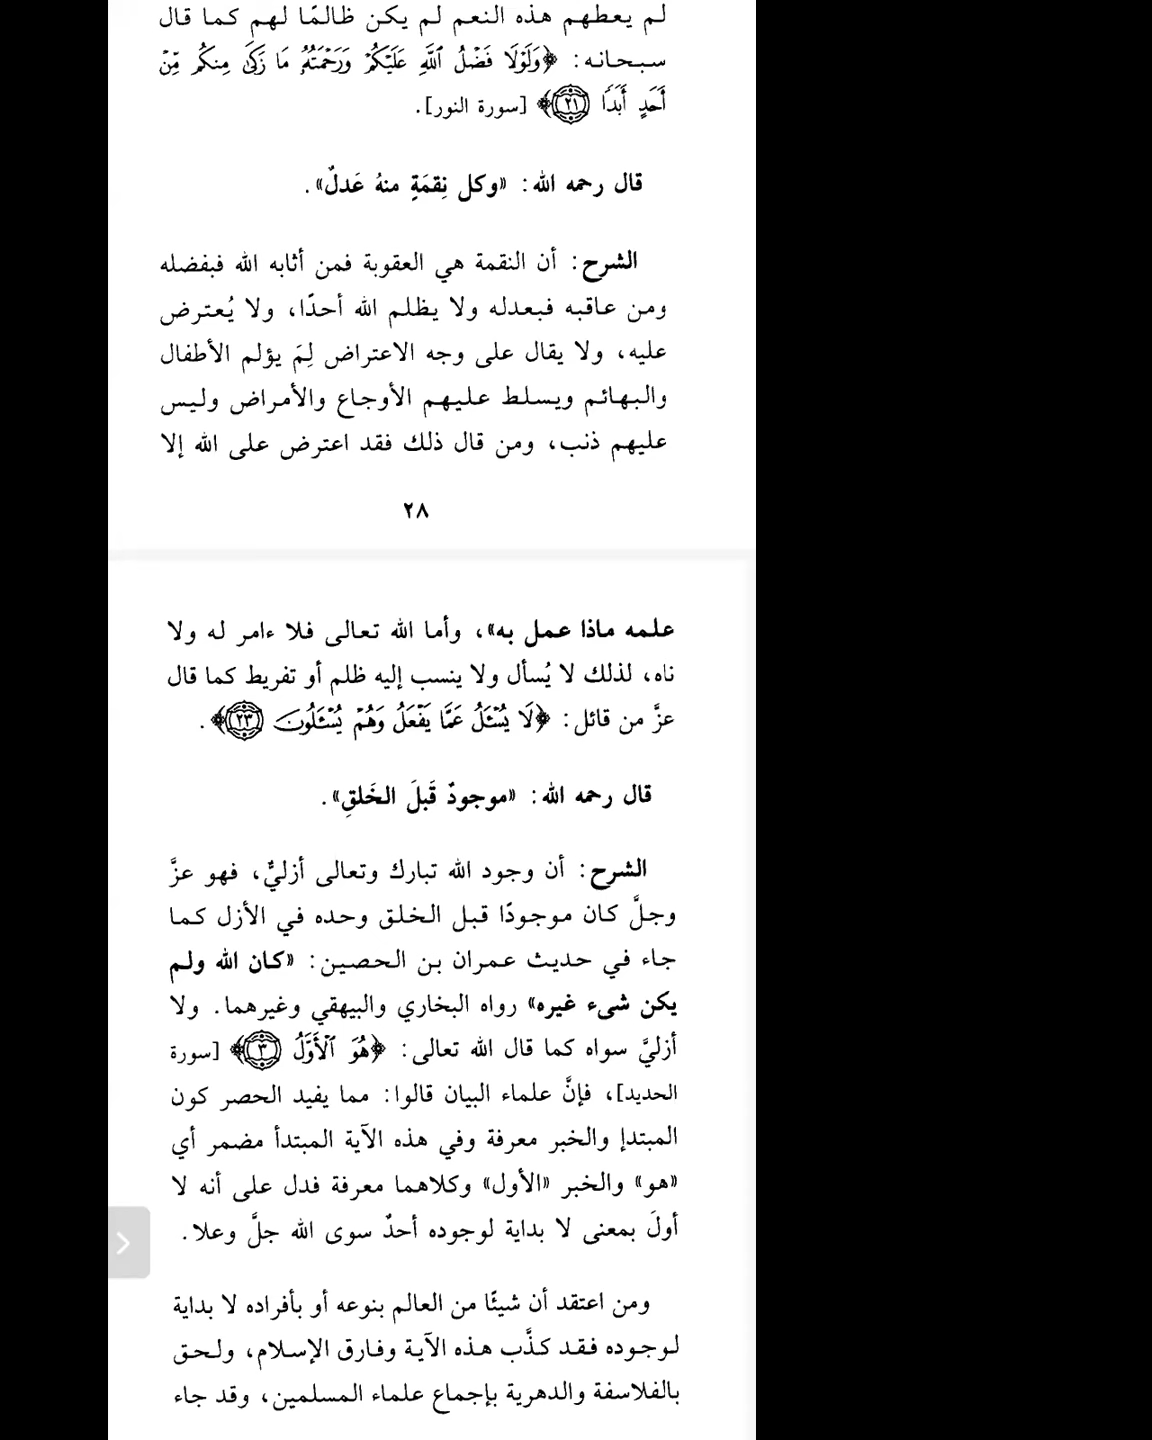 لم يعطهم هذه النعم لم يكن ظالمًا لهم كما قال
سبحانه: ﴿وَلَوْلَا فَضْلُ ٱللَّهِ عَلَيْكُمْ وَرَحْمَتُهُۥ مَا زَكَىٰ مِنكُم مِّنْ
أَحَدٍ أَبَدًا ٢١﴾ [سورة النور].
قال رحمه الله: «وكل نِقمَةٍ منهُ عَدلٌ».
الشرح: أن النقمة هي العقوبة فمن أثابه الله فبفضله
ومن عاقبه فبعدله ولا يظلم الله أحدًا، ولا يُعترض
عليه، ولا يقال على وجه الاعتراض لِمَ يؤلم الأطفال
والبهائم ويسلط عليهم الأوجاع والأمراض وليس
عليهم ذنب، ومن قال ذلك فقد اعترض على الله إلا
٢٨
علمه ماذا عمل به»، وأما الله تعالى فلا ءامر له ولا
ناه، لذلك لا يُسأل ولا ينسب إليه ظلم أو تفريط كما قال
عزَّ من قائل: ﴿لَا يُسْـَٔلُ عَمَّا يَفْعَلُ وَهُمْ يُسْـَٔلُونَ ٢٣﴾.
قال رحمه الله: «موجودٌ قَبلَ الخَلقِ».
الشرح: أن وجود الله تبارك وتعالى أزليٌّ، فهو عزَّ
وجلَّ كان موجودًا قبل الخلق وحده في الأزل كما
جاء في حديث عمران بن الحصين: «كان الله ولم
يكن شىء غيره» رواه البخاري والبيهقي وغيرهما. ولا
أزليَّ سواه كما قال الله تعالى: ﴿هُوَ ٱلْأَوَّلُ ٣﴾ [سورة
الحديد]، فإنَّ علماء البيان قالوا: مما يفيد الحصر كون
المبتدإ والخبر معرفة وفي هذه الآية المبتدأ مضمر أي
«هو» والخبر «الأول» وكلاهما معرفة فدل على أنه لا
أولَ بمعنى لا بداية لوجوده أحدٌ سوى الله جلَّ وعلا.
ومن اعتقد أن شيئًا من العالم بنوعه أو بأفراده لا بداية
لوجوده فقد كذَّب هذه الآية وفارق الإسلام، ولحق
بالفلاسفة والدهرية بإجماع علماء المسلمين، وقد جاء